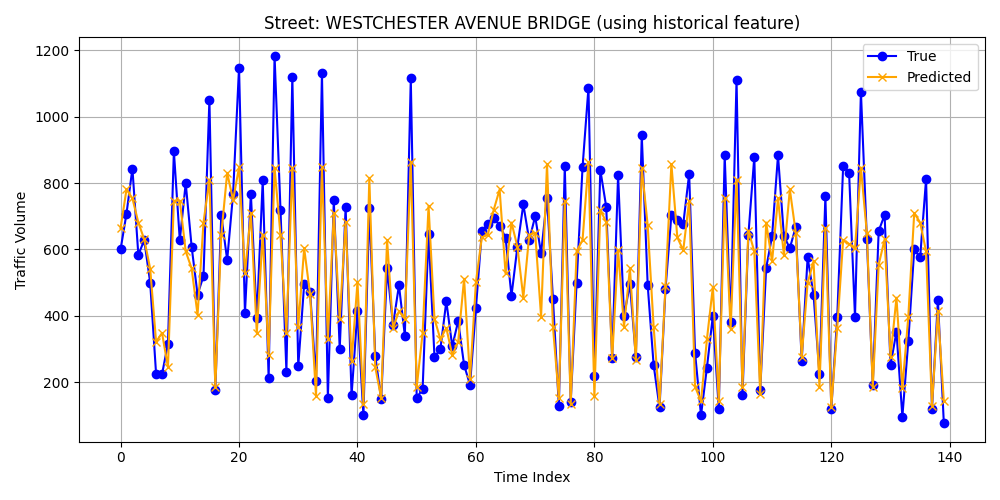 Street: WESTCHESTER AVENUE BRIDGE (using historical feature)
True
Predicted
Traffic Volume
1200
1000
800
600
400
200
0 20 40 60 80 100 120 140
Time Index